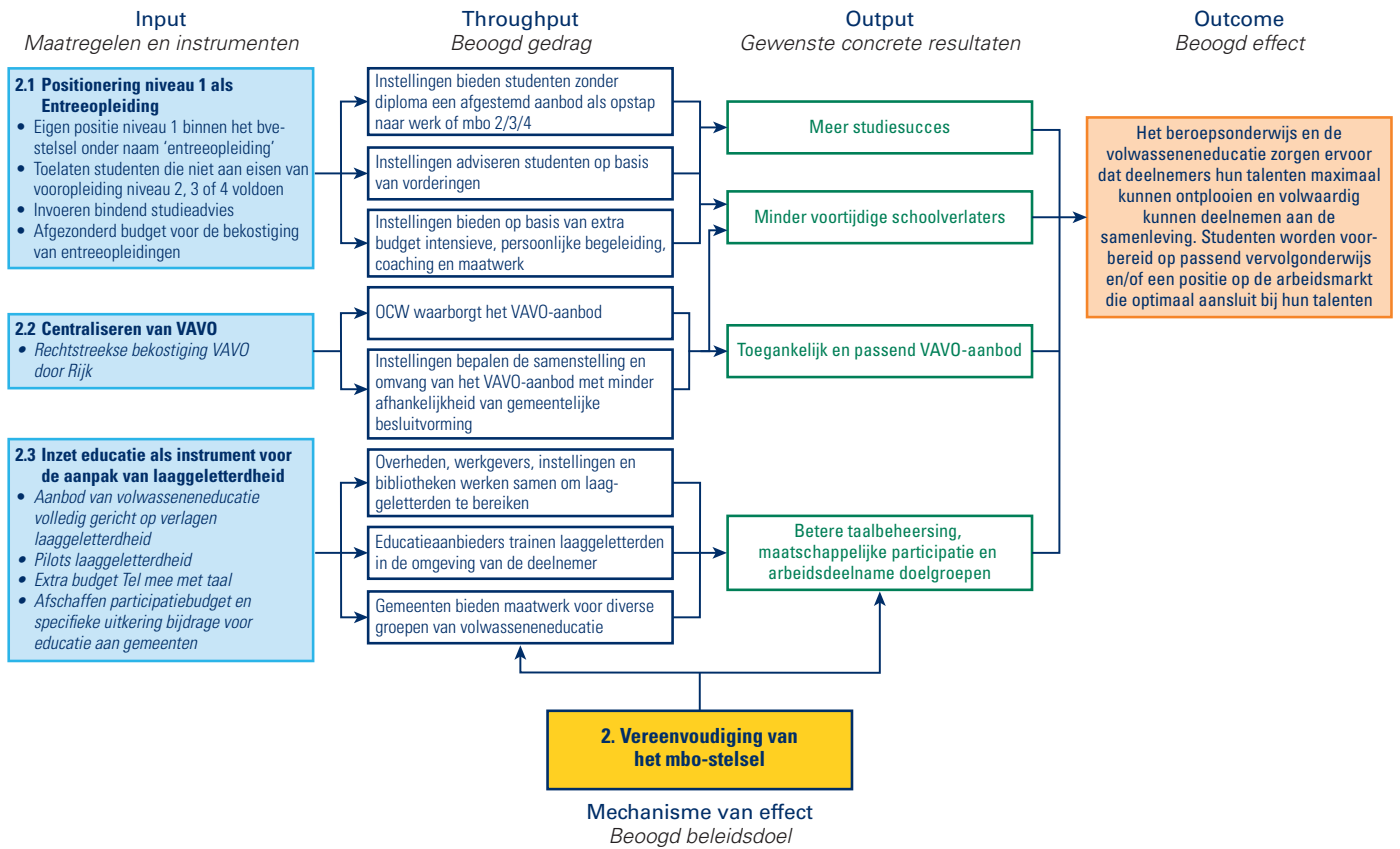 Input
Maatregelen en instrumenten
Throughput
Beoogd gedrag
Output
Gewenste concrete resultaten
Outcome
Beoogd effect
2.1 Positionering niveau 1 als
Entreeopleiding
• Eigen positie niveau 1 binnen het bve-
stelsel onder naam ‘entreeopleiding’
• Toelaten studenten die niet aan eisen van
vooropleiding niveau 2, 3 of 4 voldoen
• Invoeren bindend studieadvies
• Afgezonderd budget voor de bekostiging
van entreeopleidingen
2.2 Centraliseren van VAVO
• Rechtstreekse bekostiging VAVO
door Rijk
2.3 Inzet educatie als instrument voor
de aanpak van laaggeletterdheid
• Aanbod van volwasseneneducatie
volledig gericht op verlagen
laaggeletterdheid
• Pilots laaggeletterdheid
• Extra budget Tel mee met taal
• Afschaffen participatiebudget en
specifieke uitkering bijdrage voor
educatie aan gemeenten
Instellingen bieden studenten zonder
diploma een afgestemd aanbod als opstap
naar werk of mbo 2/3/4
Instellingen adviseren studenten op basis
van vorderingen
Instellingen bieden op basis van extra
budget intensieve, persoonlijke begeleiding,
coaching en maatwerk
OCW waarborgt het VAVO-aanbod
Instellingen bepalen de samenstelling en
omvang van het VAVO-aanbod met minder
afhankelijkheid van gemeentelijke
besluitvorming
Overheden, werkgevers, instellingen en
bibliotheken werken samen om laag-
geletterden te bereiken
Educatieaanbieders trainen laaggeletterden
in de omgeving van de deelnemer
Gemeenten bieden maatwerk voor diverse
groepen van volwasseneneducatie
Meer studiesucces
Minder voortijdige schoolverlaters
Toegankelijk en passend VAVO-aanbod
Betere taalbeheersing,
maatschappelijke participatie en
arbeidsdeelname doelgroepen
Het beroepsonderwijs en de
volwasseneneducatie zorgen ervoor
dat deelnemers hun talenten maximaal
kunnen ontplooien en volwaardig
kunnen deelnemen aan de
samenleving. Studenten worden voor-
bereid op passend vervolgonderwijs
en/of een positie op de arbeidsmarkt
die optimaal aansluit bij hun talenten
2. Vereenvoudiging van
het mbo-stelsel
Mechanisme van effect
Beoogd beleidsdoel